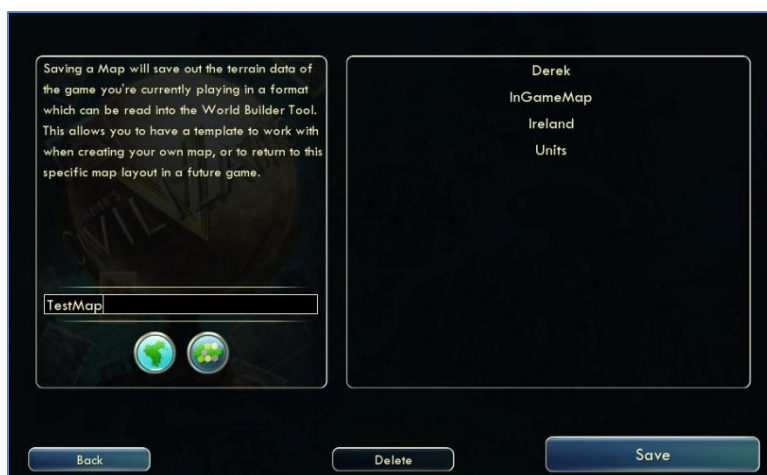 Saving a Map will save out the terrain data of
the game you're currently playing in a format
which can be read into the World Builder Tool.
This allows you to have a template to work with
when creating your own map, or to return to this
specific map layout in a future game.
TestMap
Derek
InGameMap
Ireland
Units
Back
Delete
Save